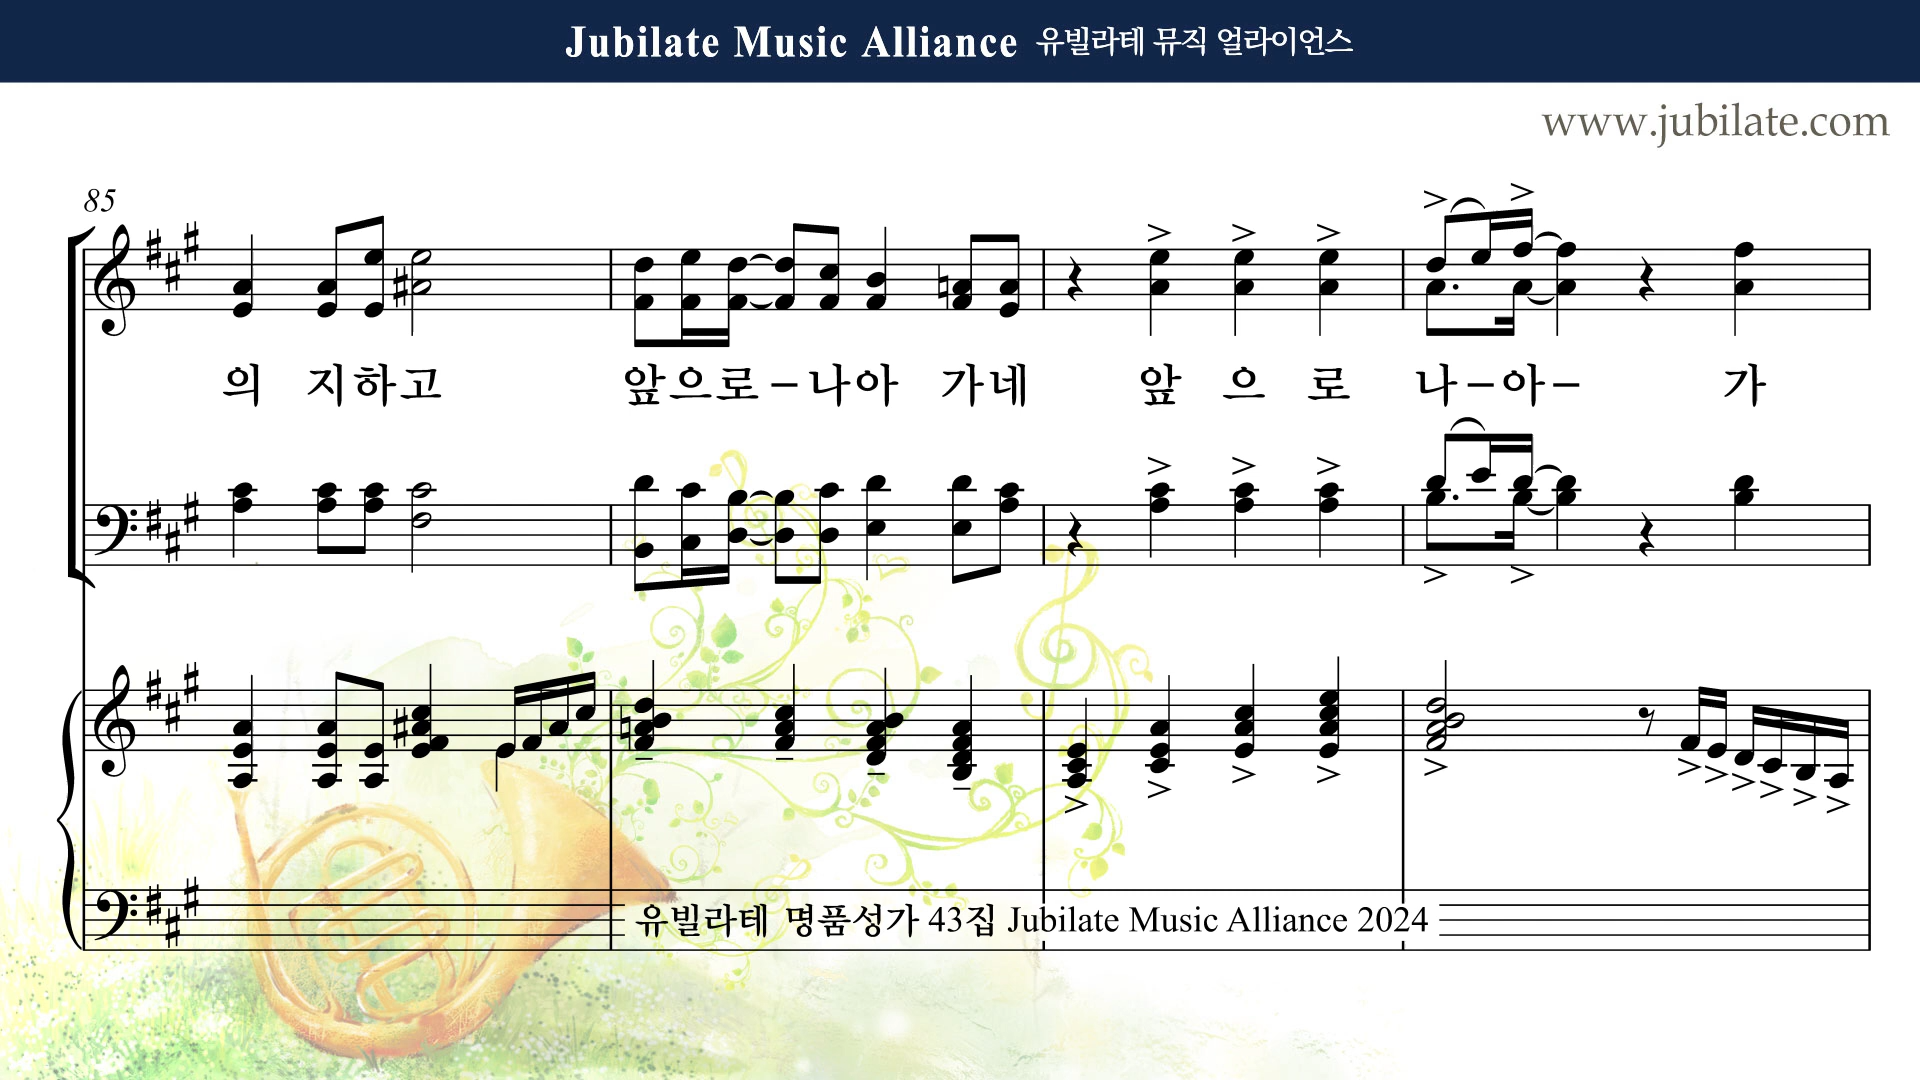 Jubilate Music Alliance 유빌라테 뮤직 얼라이언스
www.jubilate.com
85
의 지하고 앞으로-나아 가네 앞 으 로 나-아- 가
유빌라테 명품성가 43집 Jubilate Music Alliance 2024